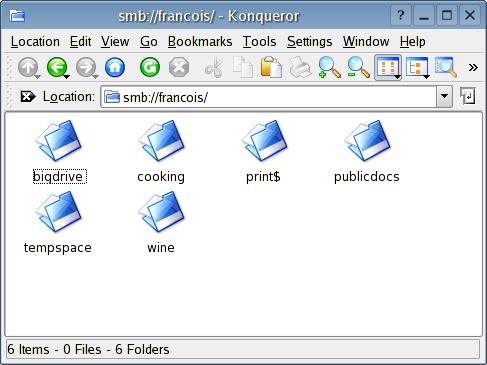 smb://francois/ - Konqueror
Location Edit View Go Bookmarks Tools Settings Window Help
»
Location: smb://francois/
bigdrive cooking print$ publicdocs
tempspace wine
6 Items - 0 Files - 6 Folders